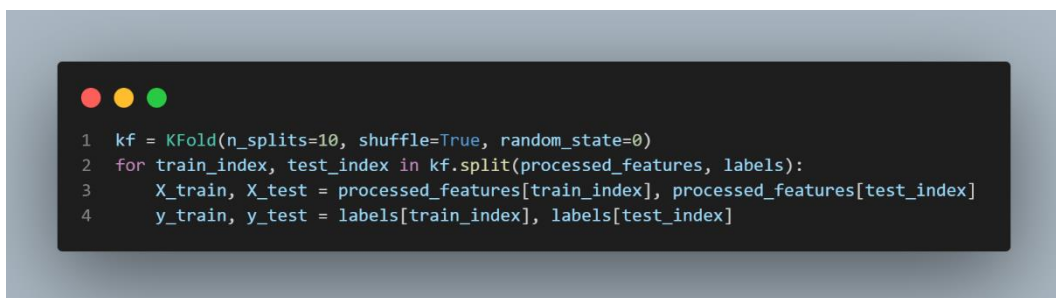 1 kf = KFold(n_splits=10, shuffle=True, random_state=0)
2 for train_index, test_index in kf.split(processed_features, labels):
3     X_train, X_test = processed_features[train_index], processed_features[test_index]
4     y_train, y_test = labels[train_index], labels[test_index]